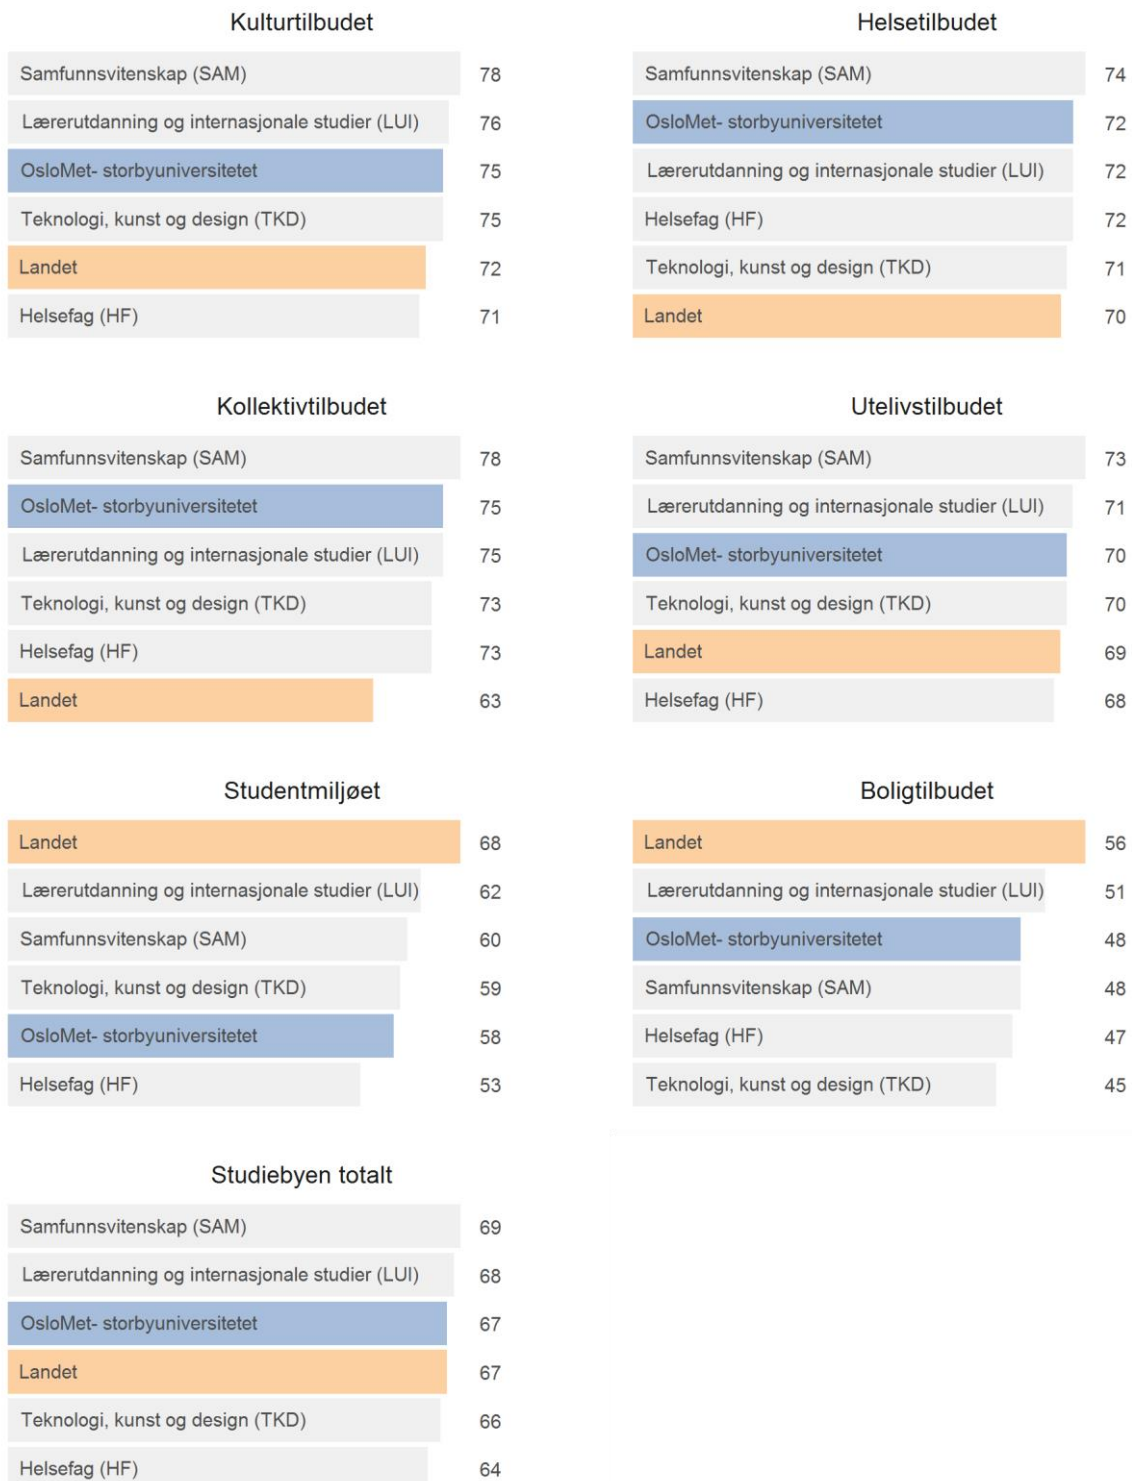 Kulturtilbudet
Samfunnsvitenskap (SAM) 78
Lærerutdanning og internasjonale studier (LUI) 76
OsloMet- storbyuniversitetet 75
Teknologi, kunst og design (TKD) 75
Landet 72
Helsefag (HF) 71
Helsetilbudet
Samfunnsvitenskap (SAM) 74
OsloMet- storbyuniversitetet 72
Lærerutdanning og internasjonale studier (LUI) 72
Helsefag (HF) 72
Teknologi, kunst og design (TKD) 71
Landet 70
Kollektivtilbudet
Samfunnsvitenskap (SAM) 78
OsloMet- storbyuniversitetet 75
Lærerutdanning og internasjonale studier (LUI) 75
Teknologi, kunst og design (TKD) 73
Helsefag (HF) 73
Landet 63
Utelivstilbudet
Samfunnsvitenskap (SAM) 73
Lærerutdanning og internasjonale studier (LUI) 71
OsloMet- storbyuniversitetet 70
Teknologi, kunst og design (TKD) 70
Landet 69
Helsefag (HF) 68
Studentmiljøet
Landet 68
Lærerutdanning og internasjonale studier (LUI) 62
Samfunnsvitenskap (SAM) 60
Teknologi, kunst og design (TKD) 59
OsloMet- storbyuniversitetet 58
Helsefag (HF) 53
Boligtilbudet
Landet 56
Lærerutdanning og internasjonale studier (LUI) 51
OsloMet- storbyuniversitetet 48
Samfunnsvitenskap (SAM) 48
Helsefag (HF) 47
Teknologi, kunst og design (TKD) 45
Studiebyen totalt
Samfunnsvitenskap (SAM) 69
Lærerutdanning og internasjonale studier (LUI) 68
OsloMet- storbyuniversitetet 67
Landet 67
Teknologi, kunst og design (TKD) 66
Helsefag (HF) 64